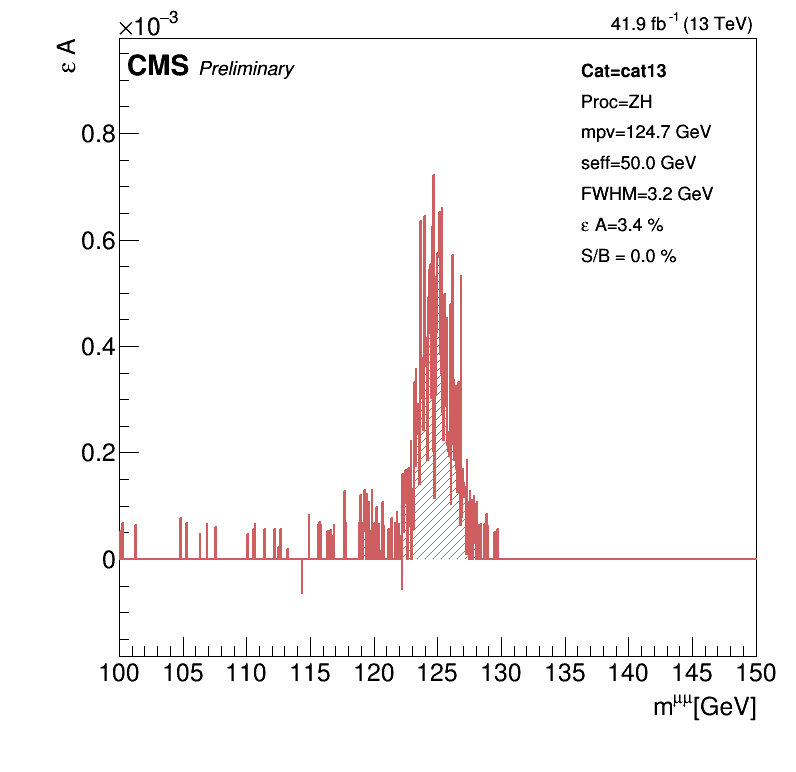 ×10⁻³
41.9 fb⁻¹ (13 TeV)
ε A
CMS Preliminary
Cat=cat13
Proc=ZH
mpv=124.7 GeV
seff=50.0 GeV
FWHM=3.2 GeV
ε A=3.4 %
S/B = 0.0 %
0.8
0.6
0.4
0.2
0
100 105 110 115 120 125 130 135 140 145 150
m^μμ[GeV]